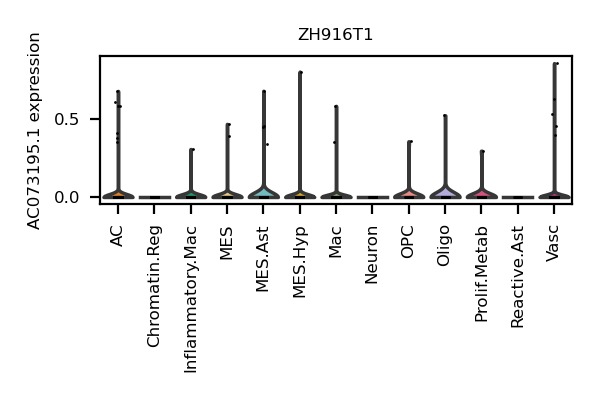 ZH916T1
AC073195.1 expression
0.5
0.0
AC
Chromatin.Reg
Inflammatory.Mac
MES
MES.Ast
MES.Hyp
Mac
Neuron
OPC
Oligo
Prolif.Metab
Reactive.Ast
Vasc